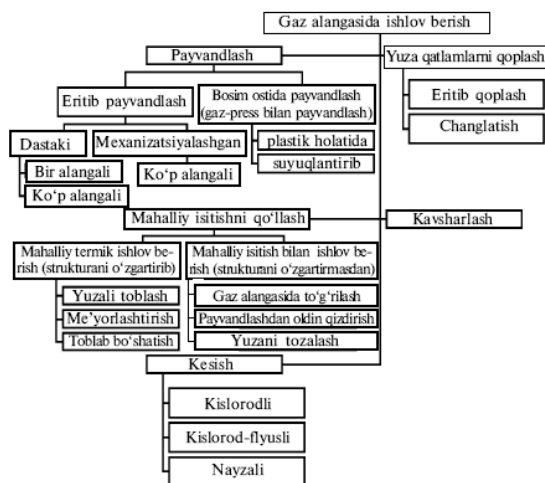 Gaz alangasida ishlov berish
Payvandlash
Yuza qatlamlarni qoplash
Eritib payvandlash
Bosim ostida payvandlash
(gaz-press bilan payvandlash)
Eritib qoplash
Changlatish
Dastaki
Mexanizatsiyalashgan
plastik holatida
suyuqlantirib
Bir alangali
Ko‘p alangali
Ko‘p alangali
Mahalliy isitishni qo‘llash
Kavsharlash
Mahalliy termik ishlov be-
rish (strukturani o‘zgartirib)
Mahalliy isitish bilan ishlov be-
rish (strukturani o‘zgartirmasdan)
Yuzali toblash
Me’yorlashtirish
Toblab bo‘shatish
Gaz alangasida to‘g‘rilash
Payvandlashdan oldin qizdirish
Yuzani tozalash
Kesish
Kislorodli
Kislorod-flyusli
Nayzali